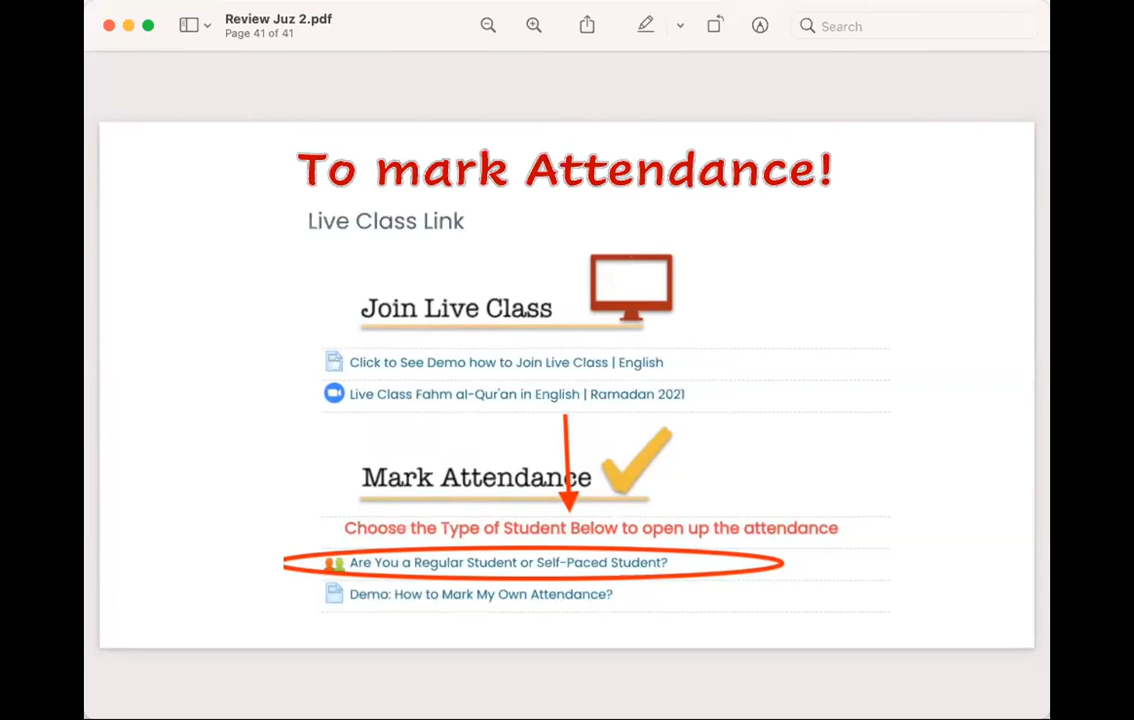 Review Juz 2.pdf
Page 41 of 41
Search
To mark Attendance!
Live Class Link
Join Live Class
Click to See Demo how to Join Live Class | English
Live Class Fahm al-Qur'an in English | Ramadan 2021
Mark Attendance
Choose the Type of Student Below to open up the attendance
Are You a Regular Student or Self-Paced Student?
Demo: How to Mark My Own Attendance?